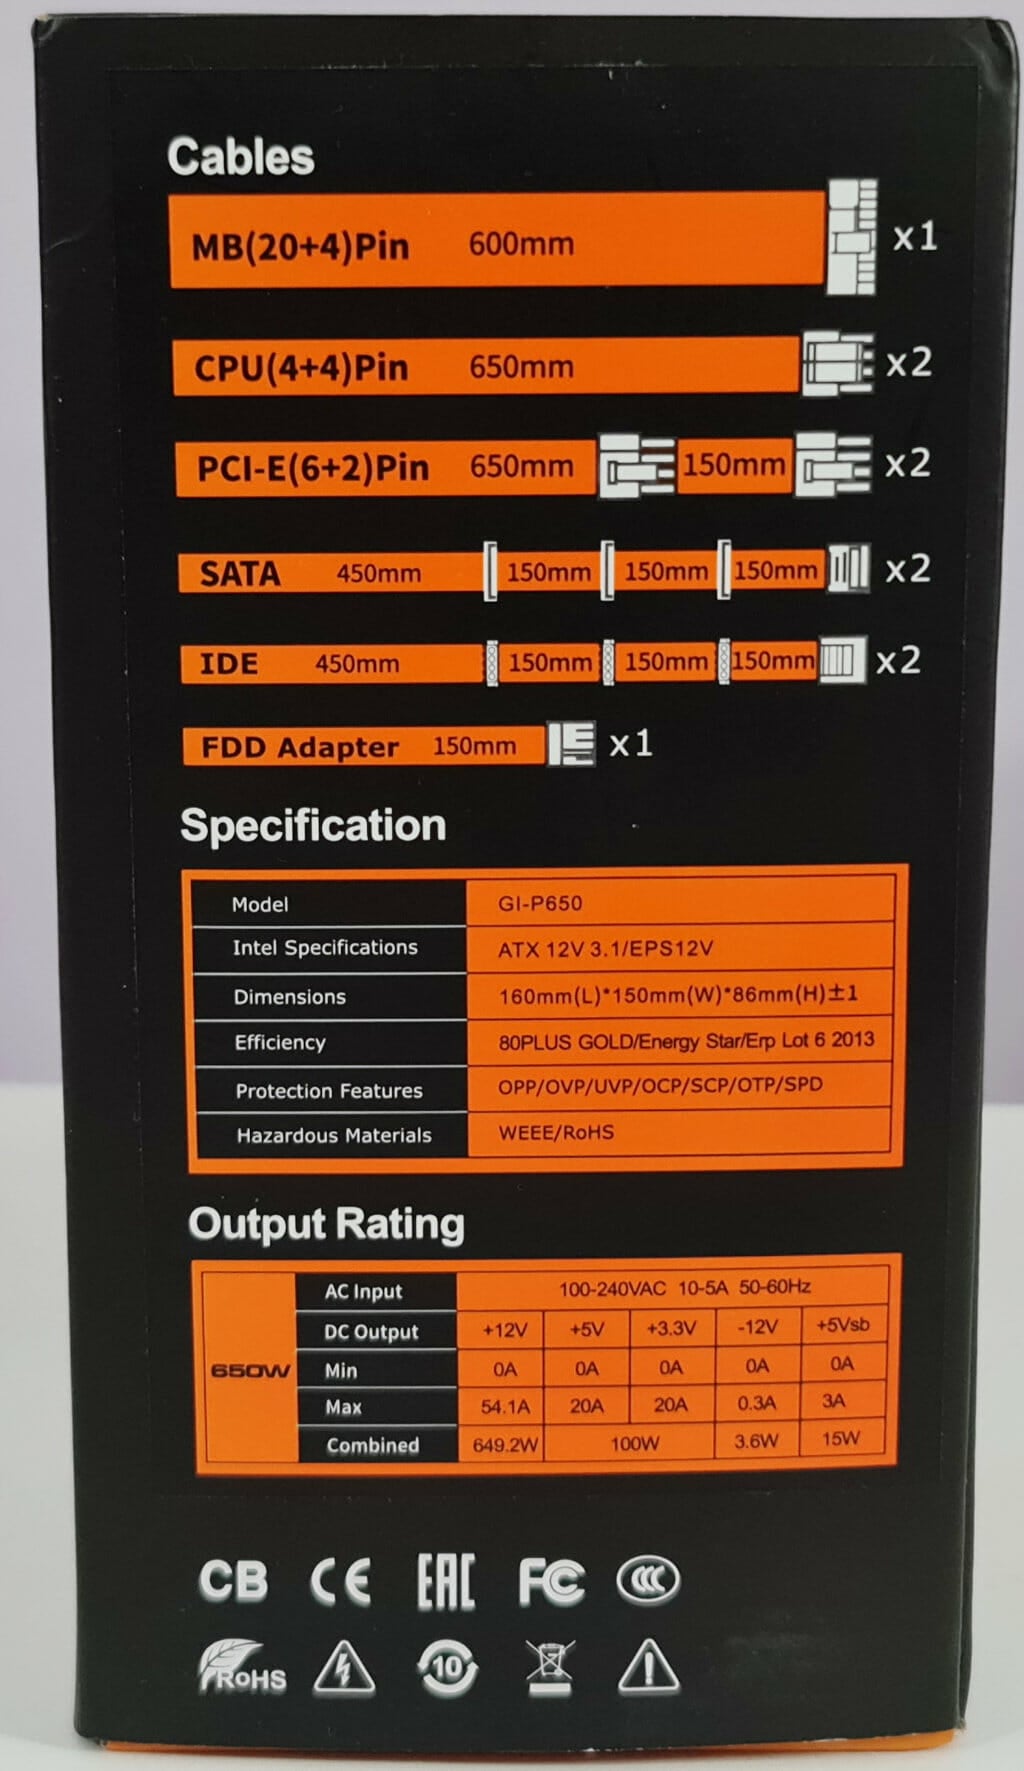 Cables
MB(20+4)Pin 600mm x1
CPU(4+4)Pin 650mm x2
PCI-E(6+2)Pin 650mm 150mm x2
SATA 450mm 150mm 150mm 150mm x2
IDE 450mm 150mm 150mm 150mm x2
FDD Adapter 150mm x1
Specification
Model GI-P650
Intel Specifications ATX 12V 3.1/EPS12V
Dimensions 160mm(L)*150mm(W)*86mm(H)±1
Efficiency 80PLUS GOLD/Energy Star/Erp Lot 6 2013
Protection Features OPP/OVP/UVP/OCP/SCP/OTP/SPD
Hazardous Materials WEEE/RoHS
Output Rating
650W
AC Input 100-240VAC 10-5A 50-60Hz
DC Output +12V +5V +3.3V -12V +5Vsb
Min 0A 0A 0A 0A 0A
Max 54.1A 20A 20A 0.3A 3A
Combined 649.2W 100W 3.6W 15W
CB CE EAC FC CCC
RoHS 10